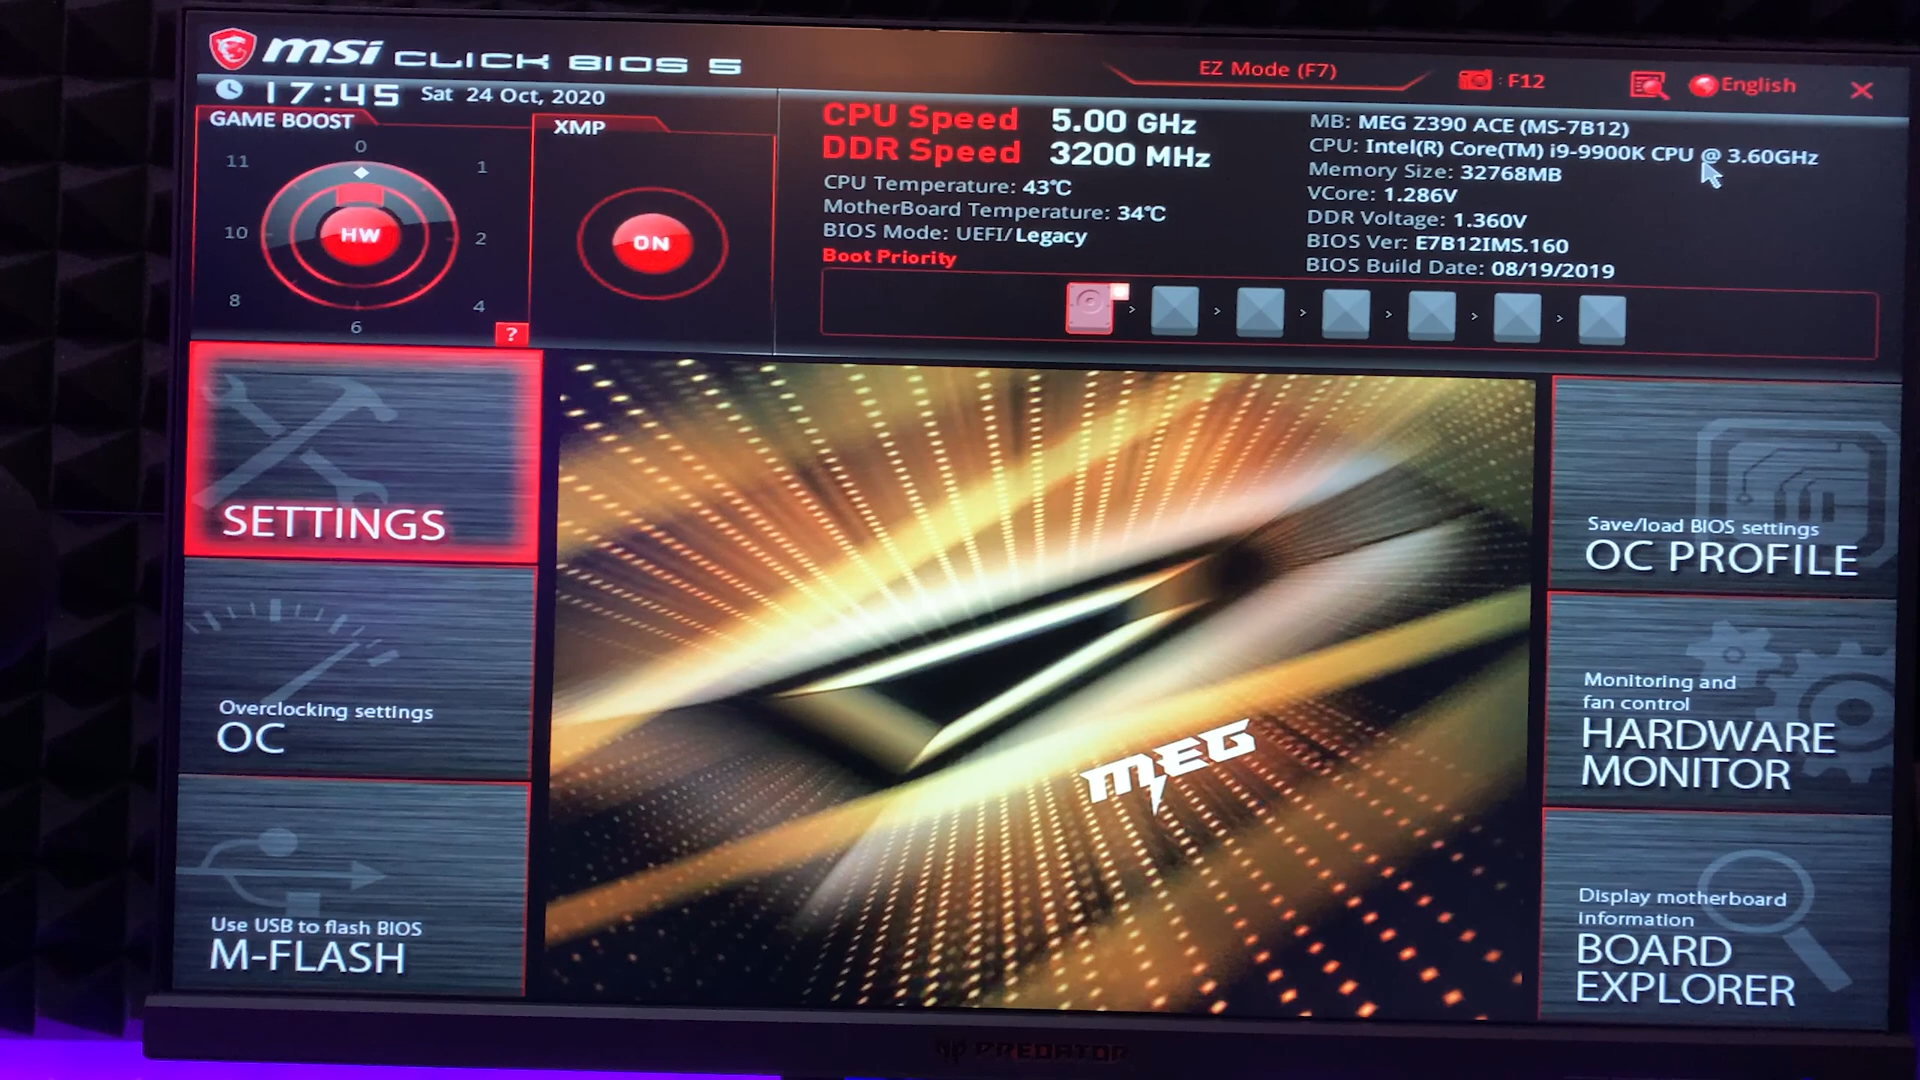 msi CLICK BIOS 5
EZ Mode (F7)
: F12
English
X
17:45 Sat 24 Oct, 2020
GAME BOOST
0
1
2
4
6
8
10
11
HW
?
XMP
ON
CPU Speed 5.00 GHz
DDR Speed 3200 MHz
CPU Temperature: 43°C
MotherBoard Temperature: 34°C
BIOS Mode: UEFI/Legacy
Boot Priority
MB: MEG Z390 ACE (MS-7B12)
CPU: Intel(R) Core(TM) i9-9900K CPU @ 3.60GHz
Memory Size: 32768MB
VCore: 1.286V
DDR Voltage: 1.360V
BIOS Ver: E7B12IMS.160
BIOS Build Date: 08/19/2019
SETTINGS
Overclocking settings
OC
Use USB to flash BIOS
M-FLASH
MEG
Save/load BIOS settings
OC PROFILE
Monitoring and
fan control
HARDWARE
MONITOR
Display motherboard
information
BOARD
EXPLORER
PREDATOR